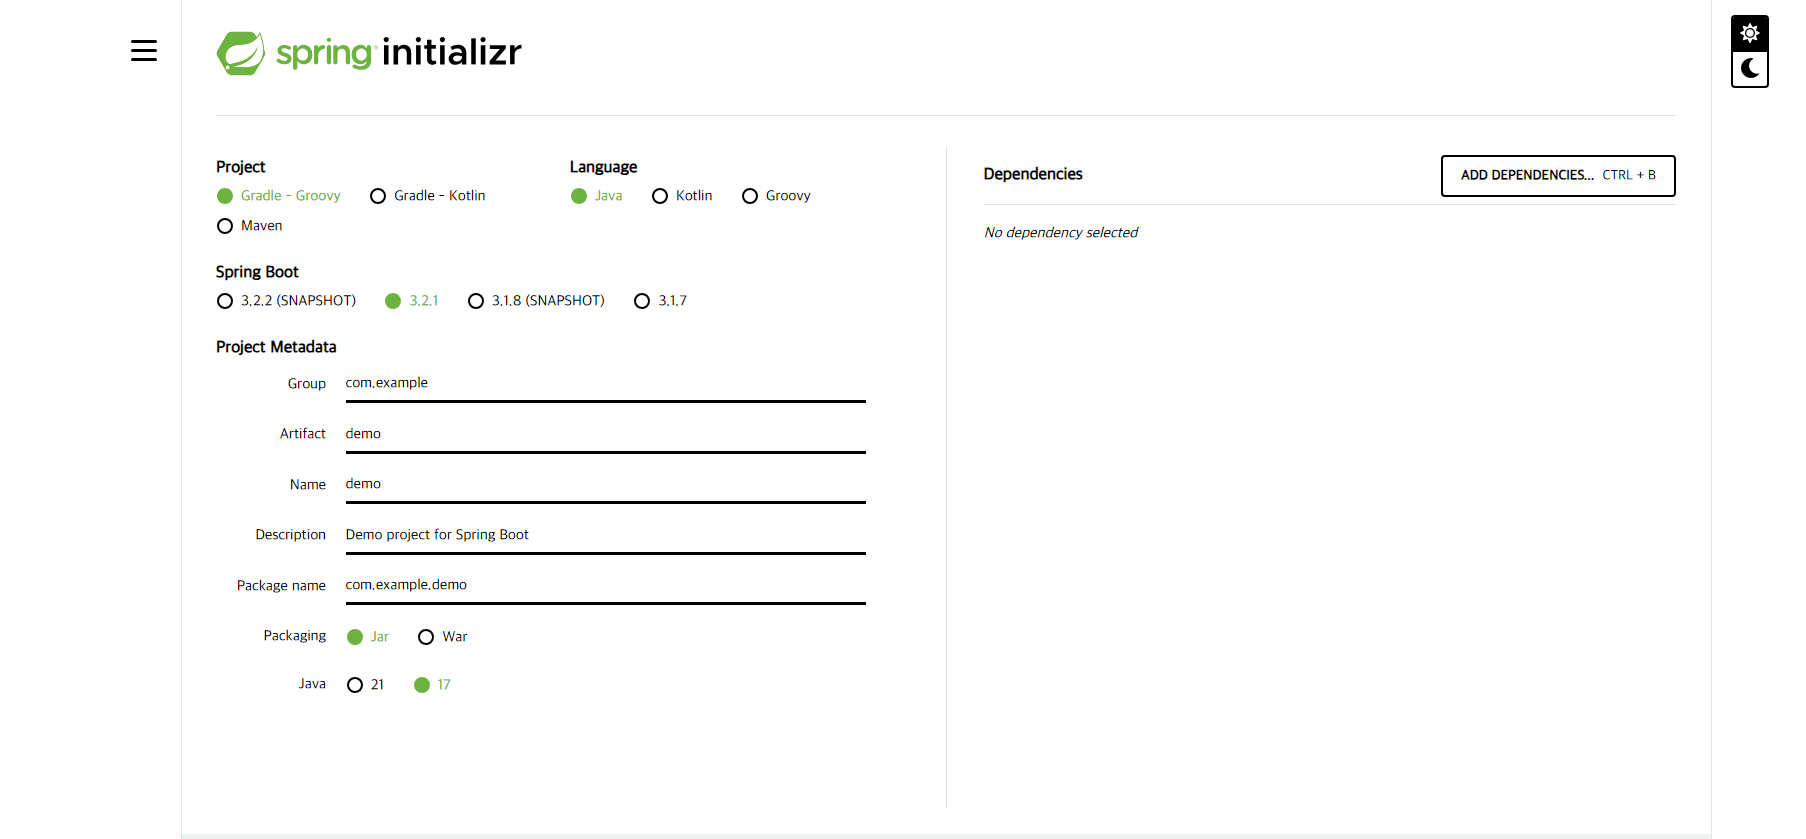 spring initializr
Project
Gradle - Groovy
Gradle - Kotlin
Maven
Language
Java
Kotlin
Groovy
Spring Boot
3.2.2 (SNAPSHOT)
3.2.1
3.1.8 (SNAPSHOT)
3.1.7
Project Metadata
Group com.example
Artifact demo
Name demo
Description Demo project for Spring Boot
Package name com.example.demo
Packaging Jar War
Java 21 17
Dependencies
ADD DEPENDENCIES... CTRL + B
No dependency selected